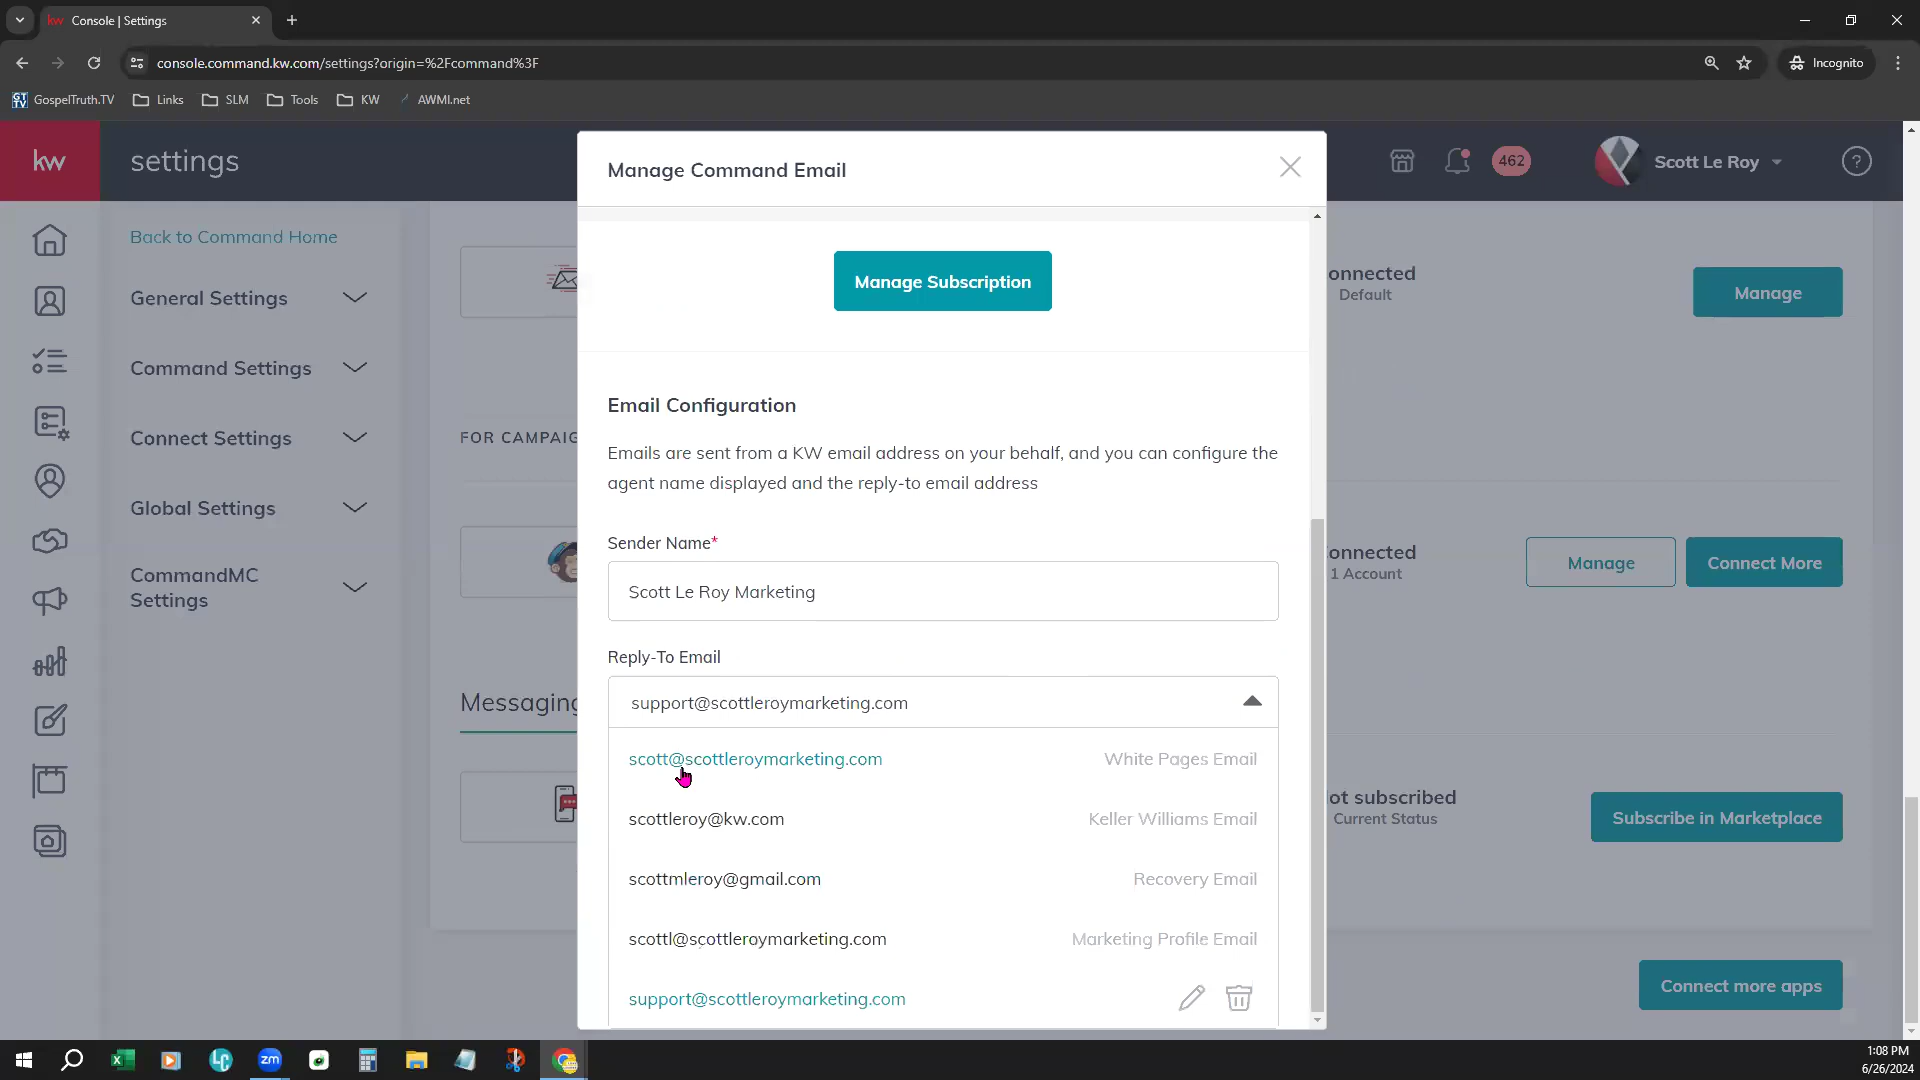 kw Console | Settings
console.command.kw.com/settings?origin=%2Fcommand%3F
Incognito
GT TV GospelTruth.TV Links SLM Tools KW AWMI.net
kw settings
462 Scott Le Roy ?
Back to Command Home
General Settings
Command Settings
Connect Settings
Global Settings
CommandMC
Settings
FOR CAMPAIG
Messaging
Manage Command Email
Manage Subscription
Email Configuration
Emails are sent from a KW email address on your behalf, and you can configure the
agent name displayed and the reply-to email address
Sender Name*
Scott Le Roy Marketing
Reply-To Email
support@scottleroymarketing.com
scott@scottleroymarketing.com White Pages Email
scottleroy@kw.com Keller Williams Email
scottmleroy@gmail.com Recovery Email
scottl@scottleroymarketing.com Marketing Profile Email
support@scottleroymarketing.com
onnected
Default
Manage
onnected
1 Account
Manage
Connect More
ot subscribed
Current Status
Subscribe in Marketplace
Connect more apps
LC zm
1:08 PM
6/26/2024